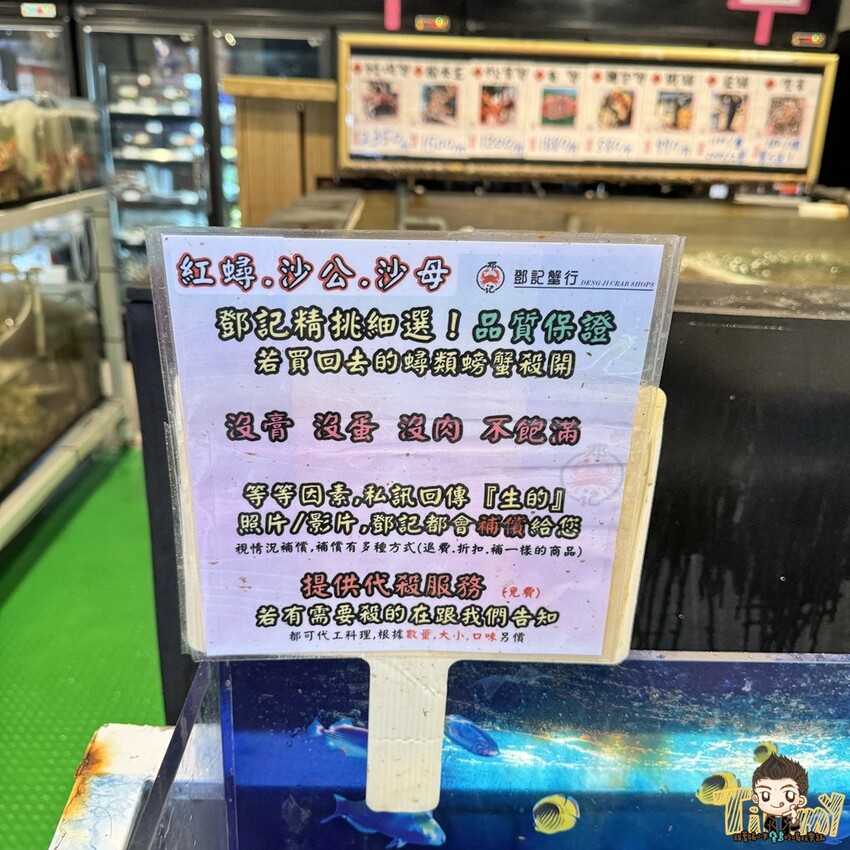 紅蟳.沙公.沙母
鄧記
鄧記蟹行 DENG JI CRAB SHOPS
鄧記精挑細選!品質保證
若買回去的蟳類螃蟹殺開
沒膏 沒蛋 沒肉 不飽滿
等等因素,私訊回傳『生的』
照片/影片,鄧記都會補償給您
視情況補償,補償有多種方式(退費.折扣.補一樣的商品)
提供代殺服務 (免費)
若有需要殺的在跟我們告知
都可代工料理,根據數量,大小,口味另價